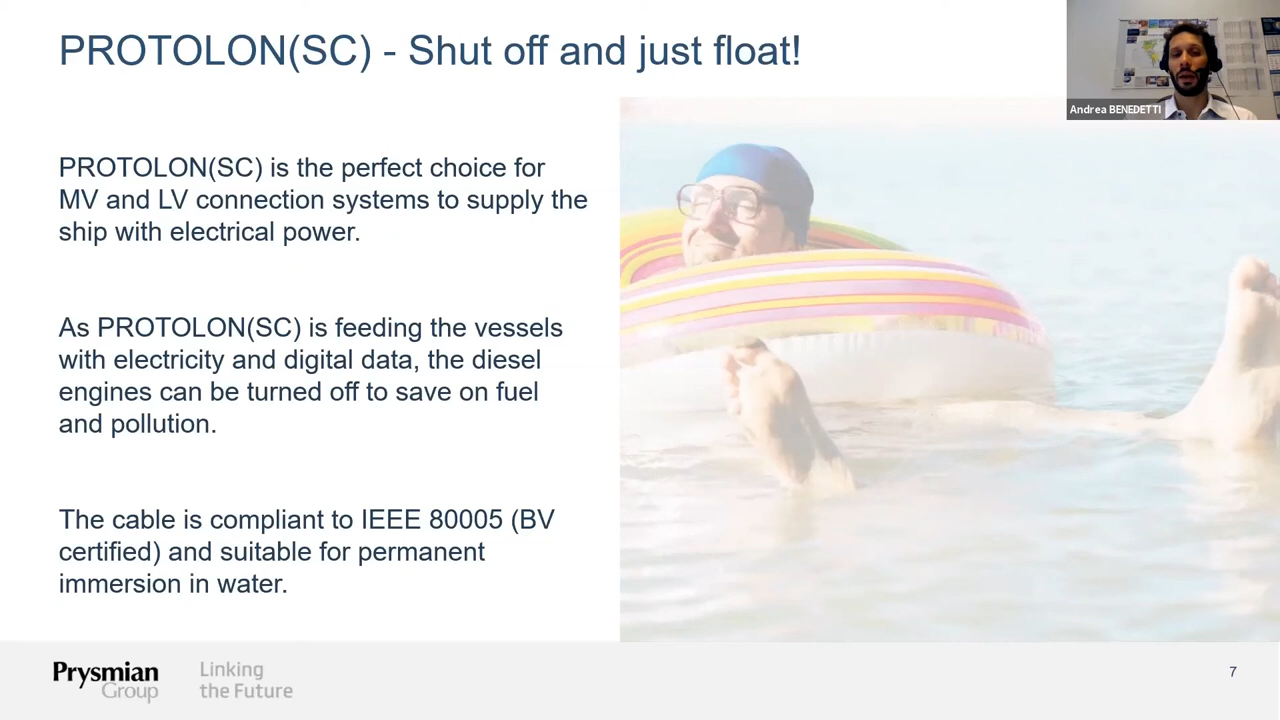 PROTOLON(SC) - Shut off and just float!
Andrea BENEDETTI
PROTOLON(SC) is the perfect choice for
MV and LV connection systems to supply the
ship with electrical power.
As PROTOLON(SC) is feeding the vessels
with electricity and digital data, the diesel
engines can be turned off to save on fuel
and pollution.
The cable is compliant to IEEE 80005 (BV
certified) and suitable for permanent
immersion in water.
Prysmian
Group
Linking
the Future
7